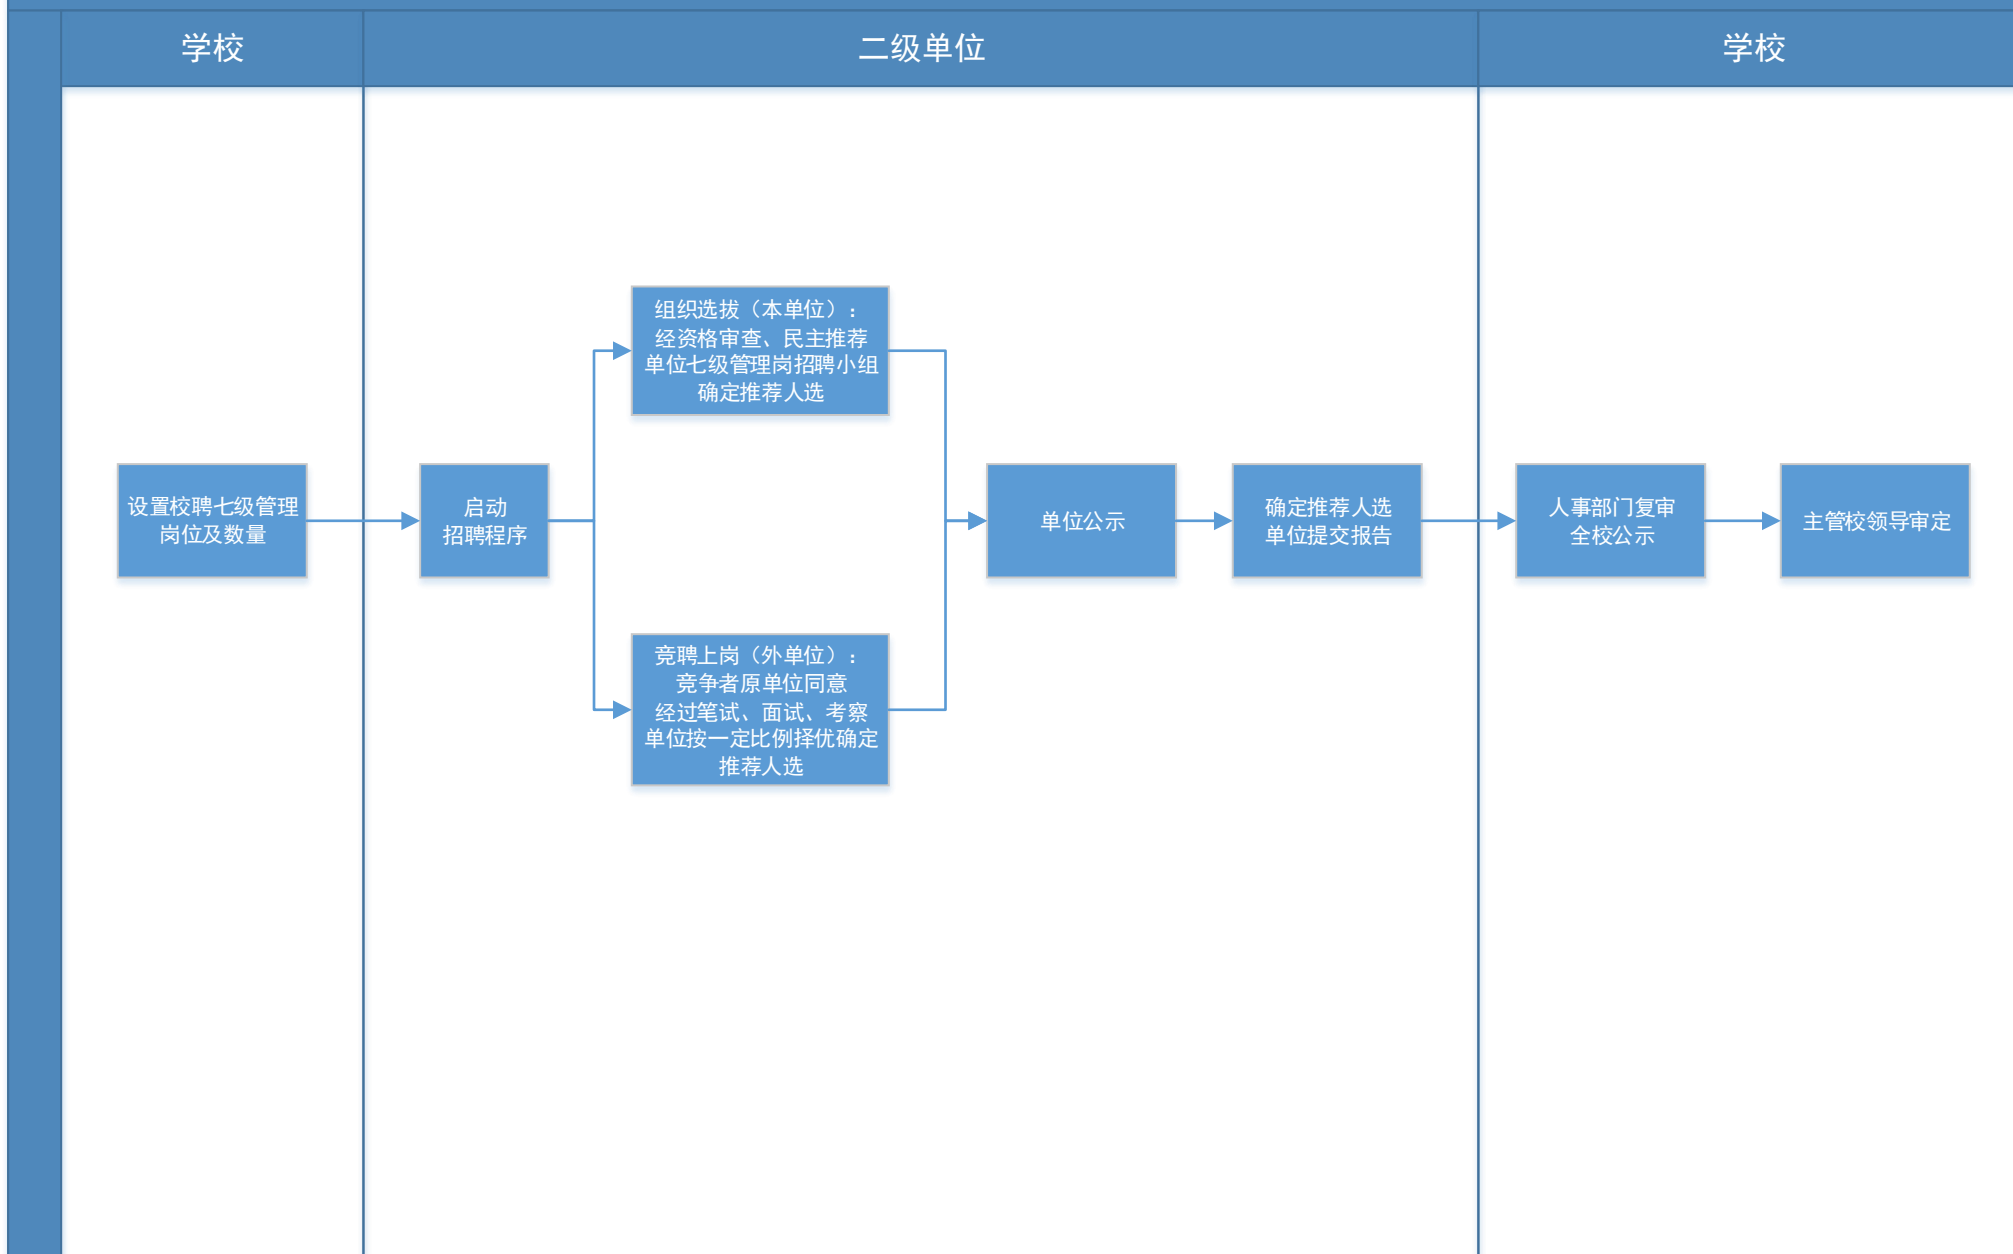 学校
二级单位
学校
设置校聘七级管理
岗位及数量
启动
招聘程序
组织选拔（本单位）：
经资格审查、民主推荐
单位七级管理岗招聘小组
确定推荐人选
竞聘上岗（外单位）：
竞争者原单位同意
经过笔试、面试、考察
单位按一定比例择优确定
推荐人选
单位公示
确定推荐人选
单位提交报告
人事部门复审
全校公示
主管校领导审定